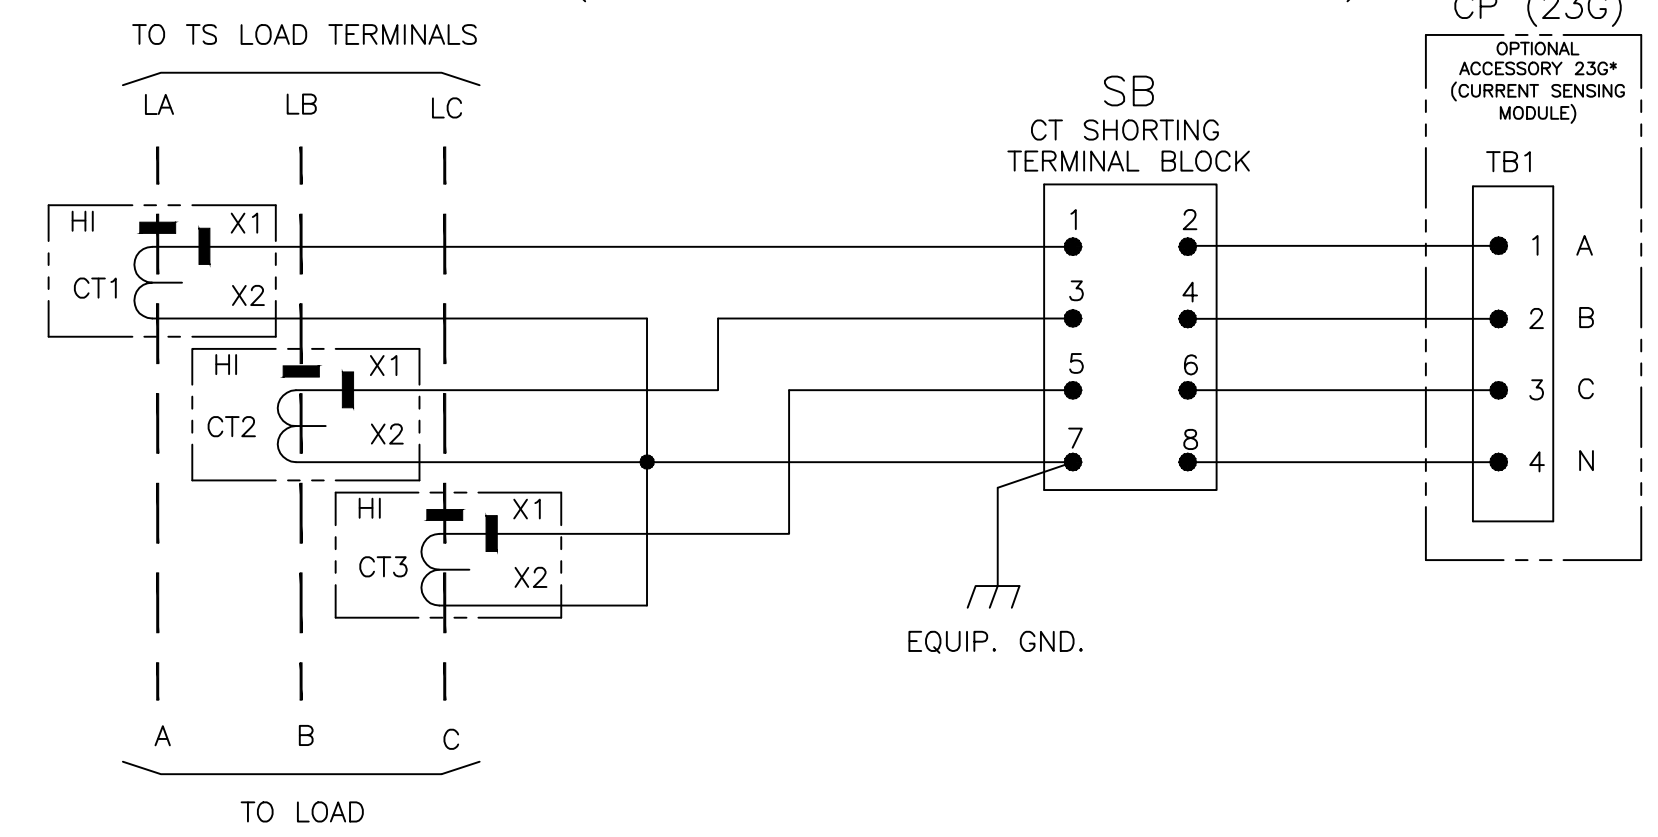 TO TS LOAD TERMINALS
LA LB LC
HI X1
CT1 X2
HI X1
CT2 X2
HI X1
CT3 X2
A B C
TO LOAD
SB
CT SHORTING
TERMINAL BLOCK
1 2
3 4
5 6
7 8
EQUIP. GND.
CP (23G)
OPTIONAL
ACCESSORY 23G*
(CURRENT SENSING
MODULE)
TB1
1 A
2 B
3 C
4 N